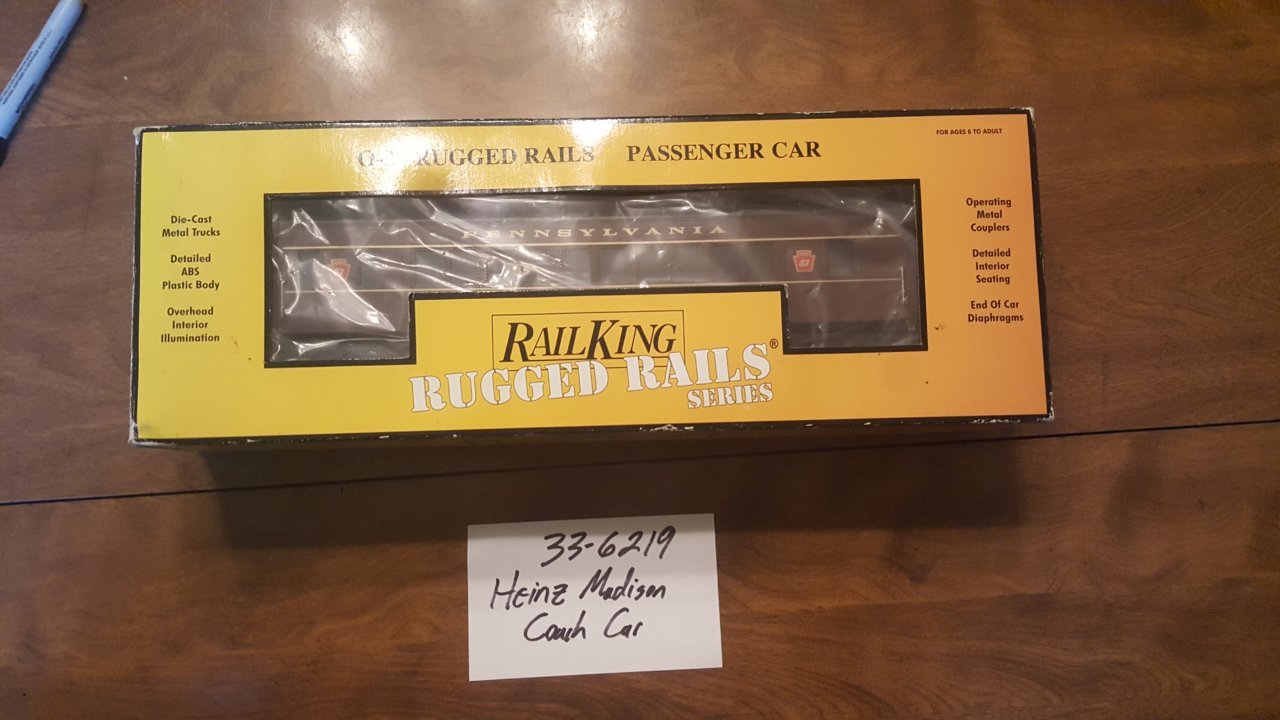 FOR AGES 8 TO ADULT
RUGGED RAILS PASSENGER CAR
Die-Cast
Metal Trucks
Detailed
ABS
Plastic Body
Overhead
Interior
Illumination
PENNSYLVANIA
57
57
Operating
Metal
Couplers
Detailed
Interior
Seating
End Of Car
Diaphragms
RAILKING
RUGGED RAILS®
SERIES
33-6219
Heinz Madison
Coach Car